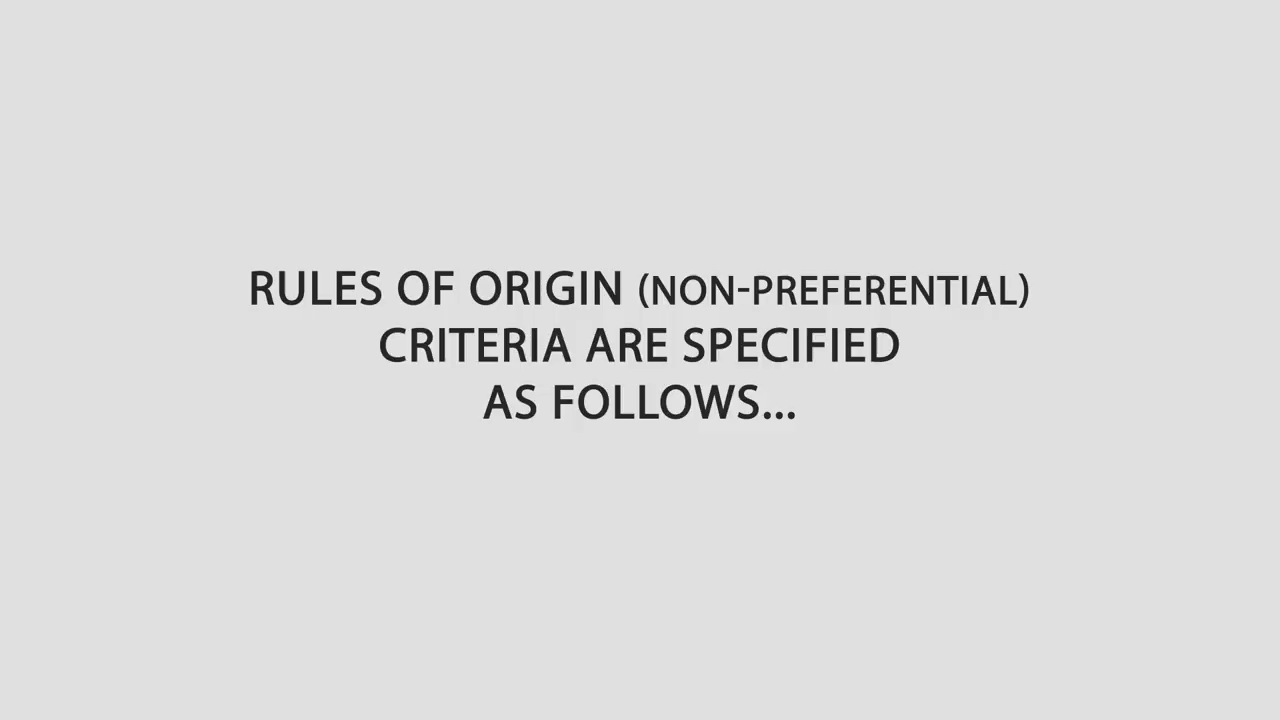 RULES OF ORIGIN (NON-PREFERENTIAL)
CRITERIA ARE SPECIFIED
AS FOLLOWS...